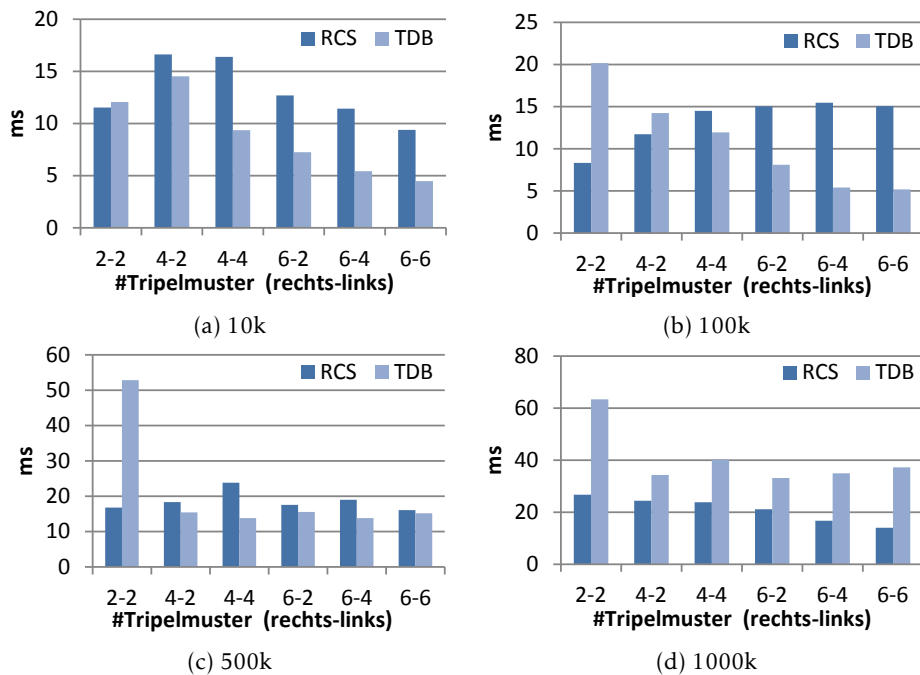 20
15
10
5
0
ms
RCS TDB
2-2 4-2 4-4 6-2 6-4 6-6
#Tripelmuster (rechts-links)
(a) 10k
25
20
15
10
5
0
ms
RCS TDB
2-2 4-2 4-4 6-2 6-4 6-6
#Tripelmuster (rechts-links)
(b) 100k
60
50
40
30
20
10
0
ms
RCS TDB
2-2 4-2 4-4 6-2 6-4 6-6
#Tripelmuster (rechts-links)
(c) 500k
80
60
40
20
0
ms
RCS TDB
2-2 4-2 4-4 6-2 6-4 6-6
#Tripelmuster (rechts-links)
(d) 1000k